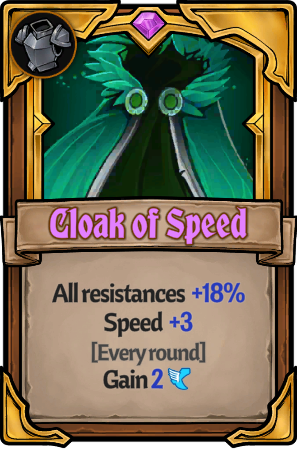 Cloak of Speed
All resistances +18%
Speed +3
[Every round]
Gain 2